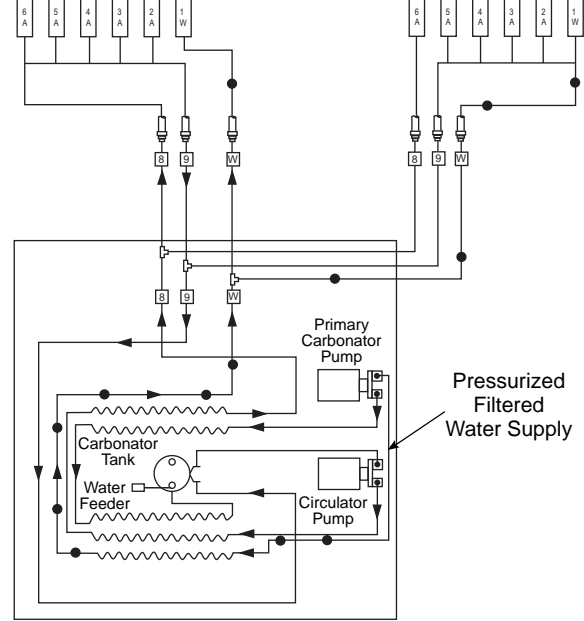 6 A
5 A
4 A
3 A
2 A
1 W
6 A
5 A
4 A
3 A
2 A
1 W
8
9
W
8
9
W
8
9
W
Primary
Carbonator
Pump
Pressurized
Filtered
Water Supply
Carbonator
Tank
Water
Feeder
Circulator
Pump